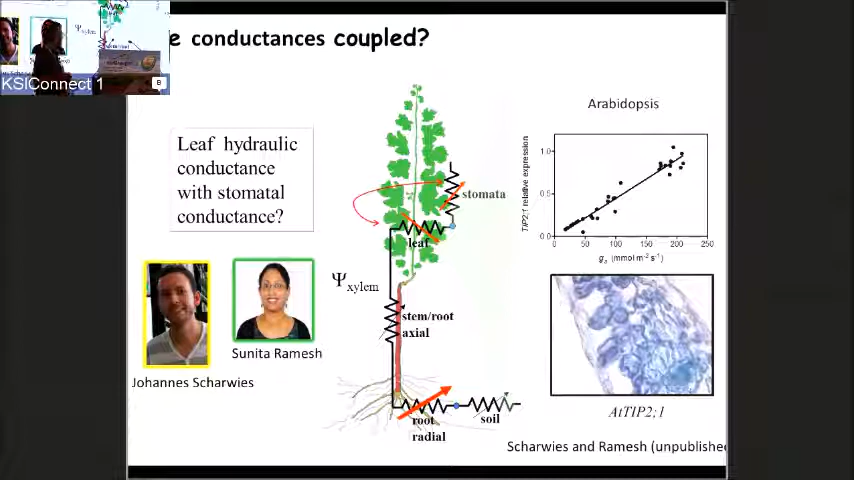 e conductances coupled?
Ψxylem
KSIConnect 1
B
Leaf hydraulic
conductance
with stomatal
conductance?
Sunita Ramesh
Johannes Scharwies
stomata
leaf
Ψxylem
stem/root
axial
root
radial
soil
Arabidopsis
TIP2;1 relative expression
1.0
0.5
0.0
0 50 100 150 200 250
gs (mmol m-2 s-1)
AtTIP2;1
Scharwies and Ramesh (unpublishe